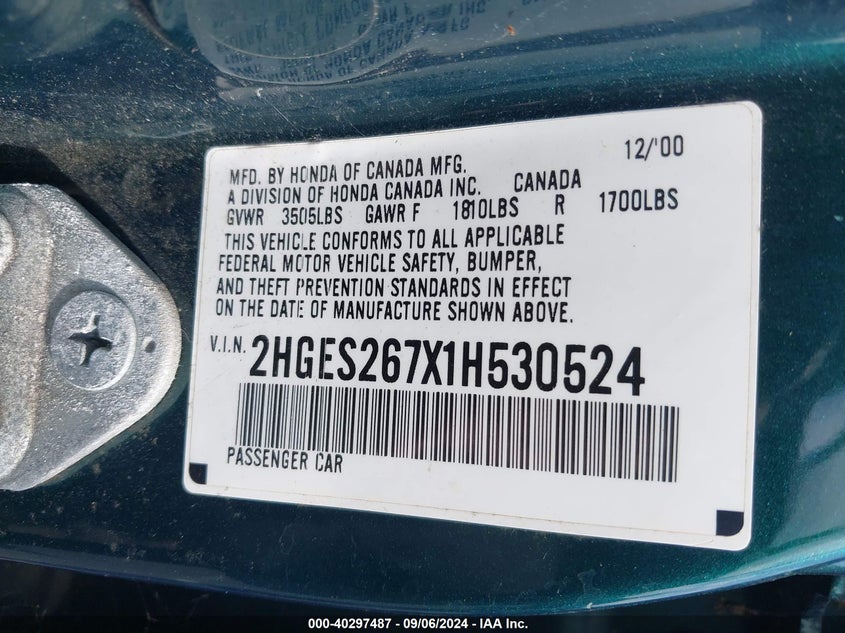 12/'00
MFD. BY HONDA OF CANADA MFG.
A DIVISION OF HONDA CANADA INC. CANADA
GVWR 3505LBS GAWR F 1810LBS R 1700LBS
THIS VEHICLE CONFORMS TO ALL APPLICABLE
FEDERAL MOTOR VEHICLE SAFETY, BUMPER,
AND THEFT PREVENTION STANDARDS IN EFFECT
ON THE DATE OF MANUFACTURE SHOWN ABOVE.
V.I.N. 2HGES267X1H530524
PASSENGER CAR
000-40297487 - 09/06/2024 - IAA Inc.